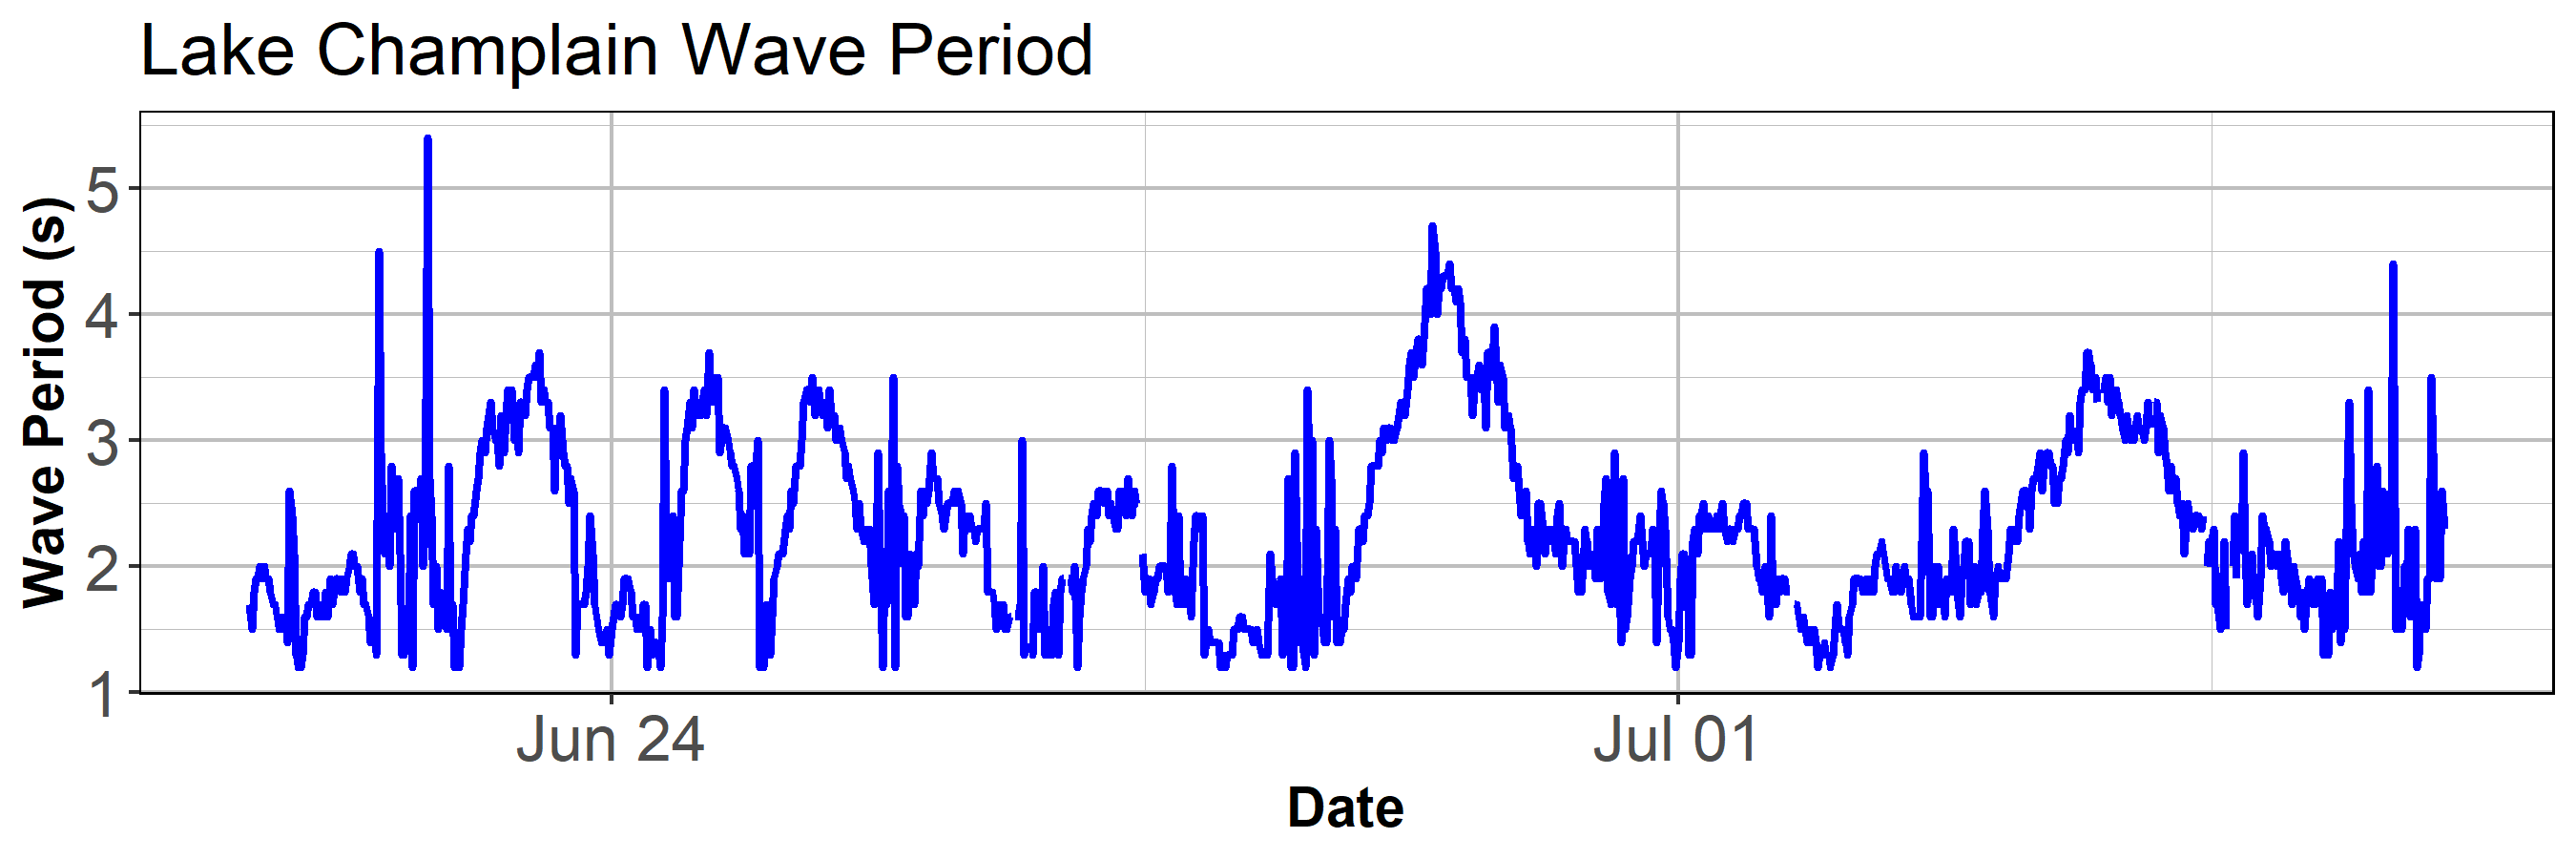 Lake Champlain Wave Period
Wave Period (s)
5
4
3
2
1
Jun 24
Jul 01
Date